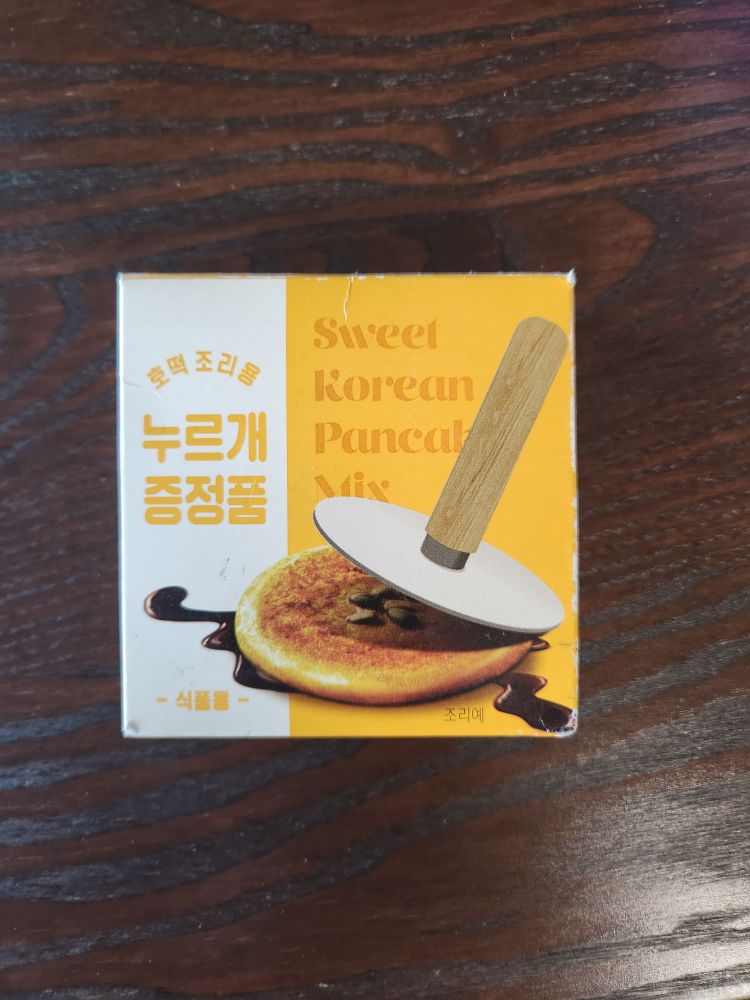 호떡 조리용
누르개
증정품
- 식품용 -
Sweet
Korean
Pancak
Mix
조리예